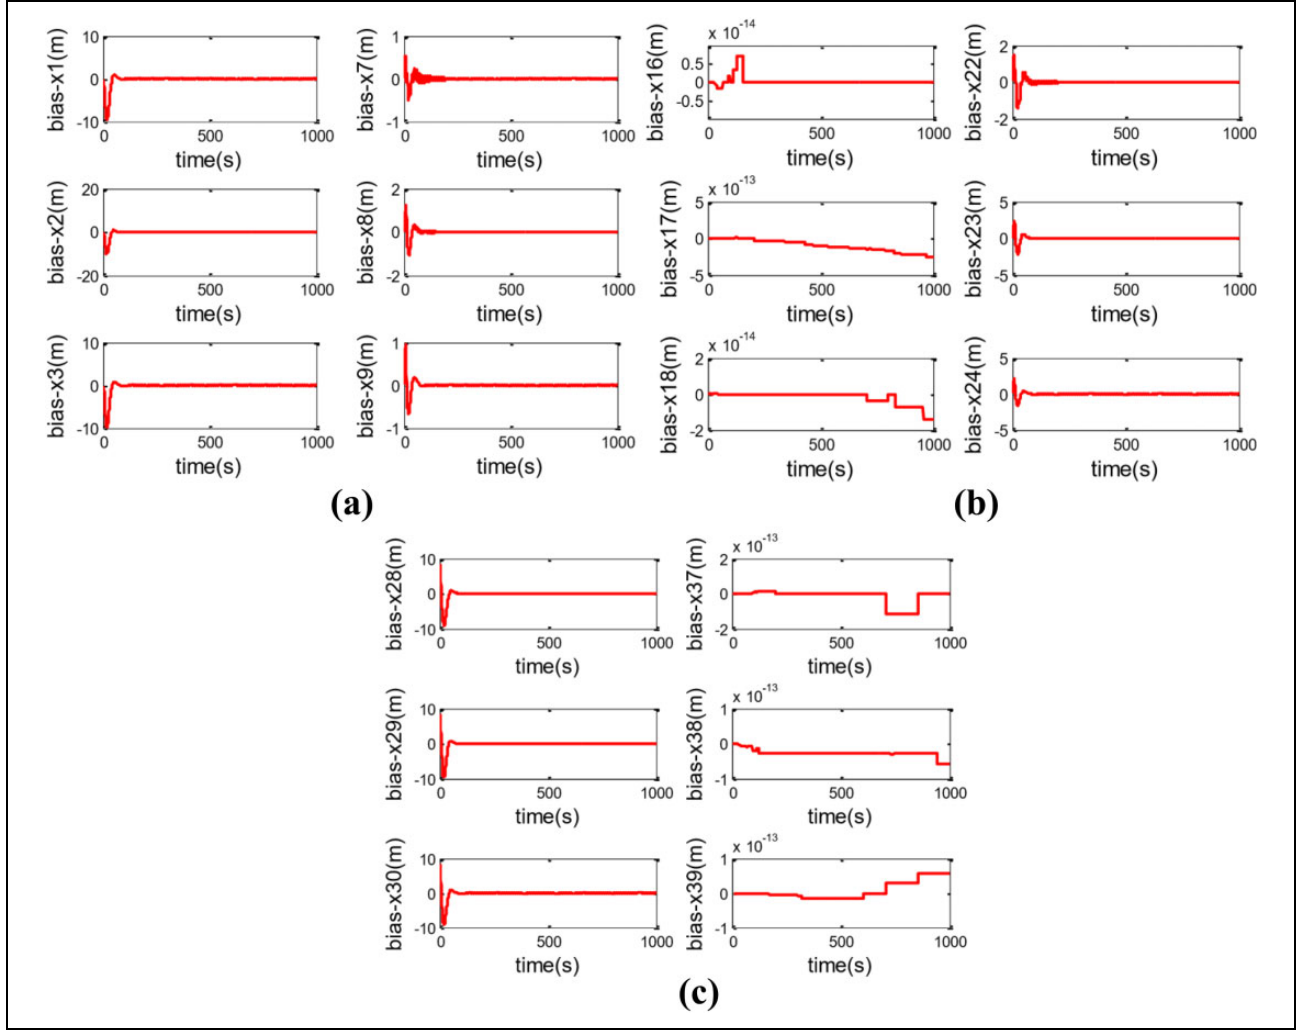 bias-x1(m)
10
0
-10
0 500 1000
time(s)
bias-x7(m)
1
0
-1
0 500 1000
time(s)
bias-x2(m)
20
0
-20
0 500 1000
time(s)
bias-x8(m)
2
0
-2
0 500 1000
time(s)
bias-x3(m)
10
0
-10
0 500 1000
time(s)
bias-x9(m)
1
0
-1
0 500 1000
time(s)
(a)
x 10-14
bias-x16(m)
0.5
0
-0.5
0 500 1000
time(s)
bias-x22(m)
2
0
-2
0 500 1000
time(s)
x 10-13
bias-x17(m)
5
0
-5
0 500 1000
time(s)
bias-x23(m)
5
0
-5
0 500 1000
time(s)
x 10-14
bias-x18(m)
2
0
-2
0 500 1000
time(s)
bias-x24(m)
5
0
-5
0 500 1000
time(s)
(b)
bias-x28(m)
10
0
-10
0 500 1000
time(s)
x 10-13
bias-x37(m)
2
0
-2
0 500 1000
time(s)
bias-x29(m)
10
0
-10
0 500 1000
time(s)
x 10-13
bias-x38(m)
1
0
-1
0 500 1000
time(s)
bias-x30(m)
10
0
-10
0 500 1000
time(s)
x 10-13
bias-x39(m)
1
0
-1
0 500 1000
time(s)
(c)